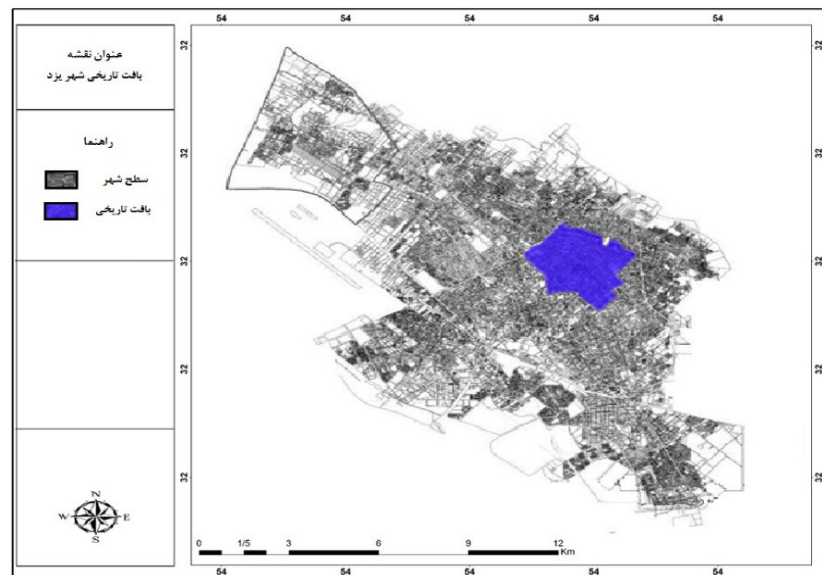 عنوان نقشه
بافت تاریخی شهر یزد
راهنما
سطح شهر
بافت تاریخی
N
W E
S
54 54 54 54 54
32
32
32
32
32
32 32 32 32 32
0 1/5 3 6 9 12
Km
54 54 54 54 54